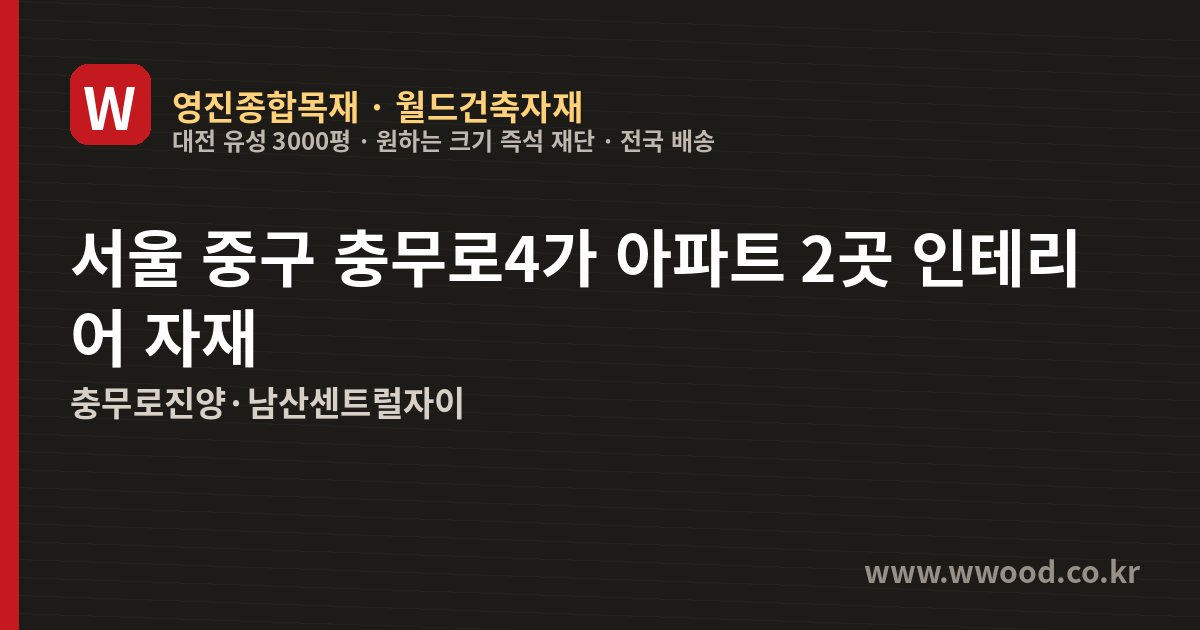 W
영진종합목재 · 월드건축자재
대전 유성 3000평 · 원하는 크기 즉석 재단 · 전국 배송
서울 중구 충무로4가 아파트 2곳 인테리
어 자재
충무로진양·남산센트럴자이
www.wwood.co.kr